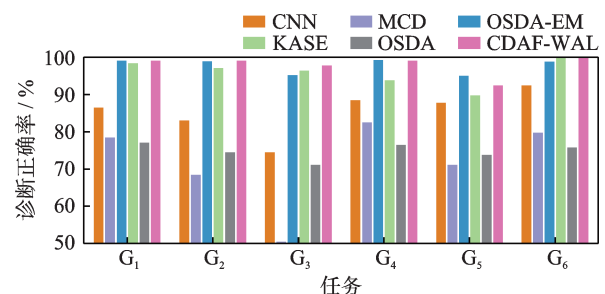 CNN MCD OSDA-EM
KASE OSDA CDAF-WAL
诊断正确率 / %
100
90
80
70
60
50
G₁ G₂ G₃ G₄ G₅ G₆
任务